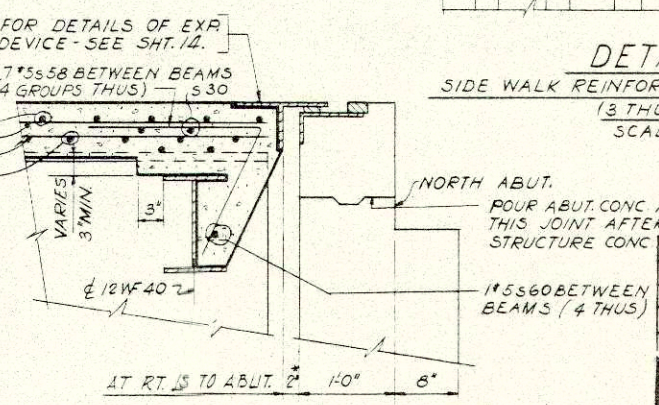 FOR DETAILS OF EXP.
DEVICE - SEE SHT. 14.
7 #5s58 BETWEEN BEAMS
4 GROUPS THUS)
s 30
DETA
SIDE WALK REINFOR
(3 THU
SCAL
NORTH ABUT.
POUR ABUT. CONC.
THIS JOINT AFTE
STRUCTURE CONC
VARIES
3" MIN.
3"
₵ 12WF40
1 #5s60 BETWEEN
BEAMS (4 THUS)
AT RT. ∠S TO ABUT.
2"
1'-0"
8"